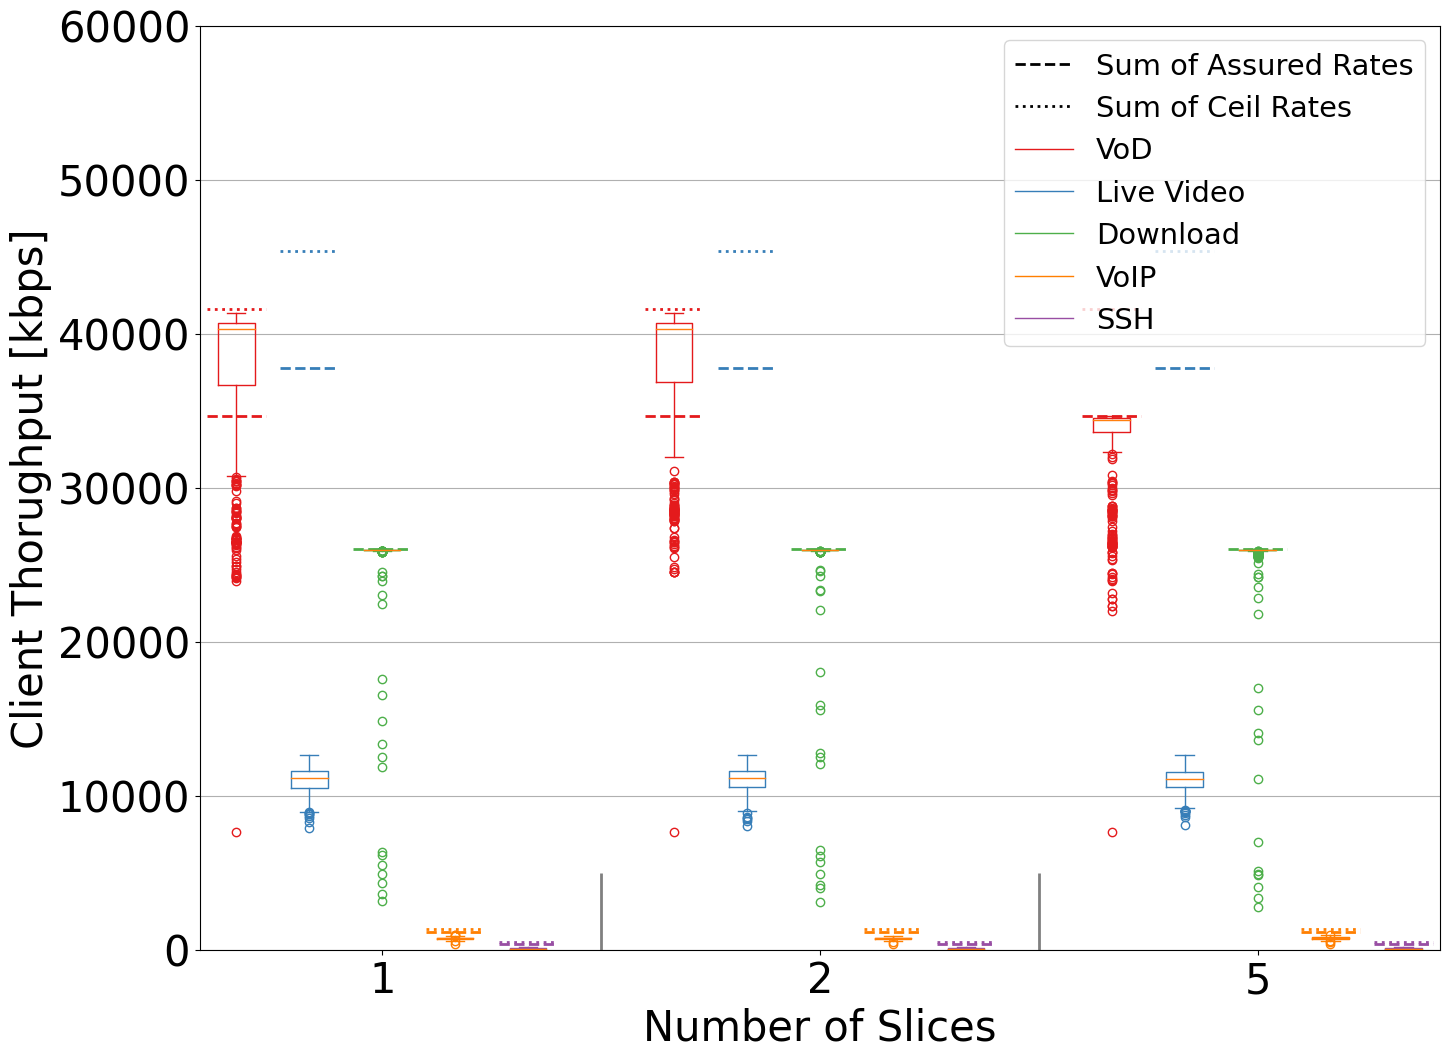 60000
50000
40000
30000
20000
10000
0
Client Thorughput [kbps]
Sum of Assured Rates
Sum of Ceil Rates
VoD
Live Video
Download
VoIP
SSH
1
2
5
Number of Slices